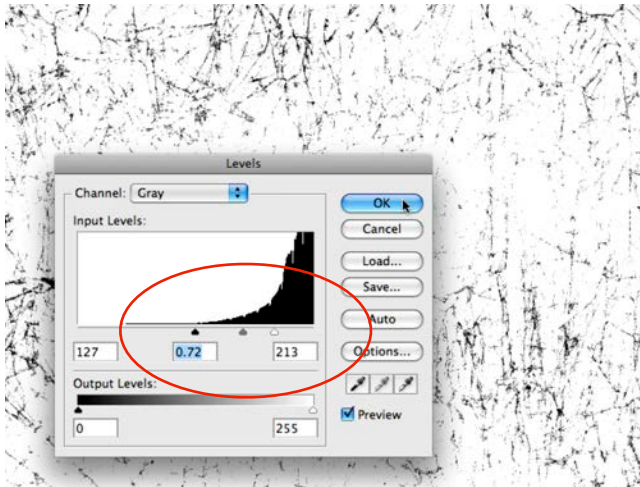 Levels
Channel: Gray
OK
Input Levels:
Cancel
Load...
Save...
Auto
127 0.72 213
Options...
Output Levels:
Preview
0 255